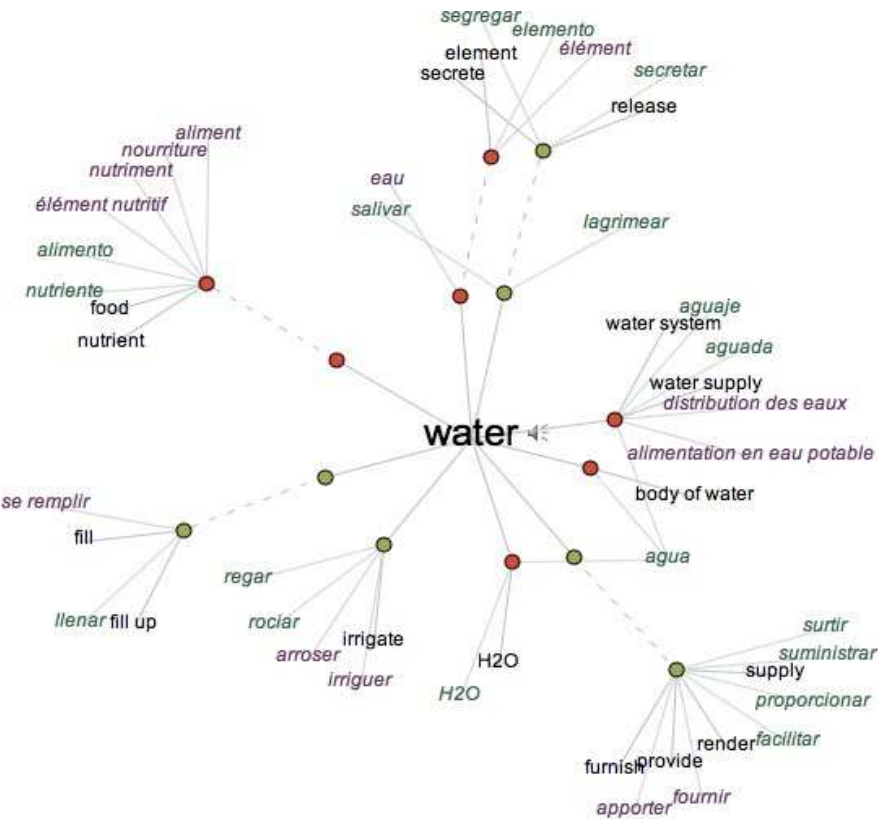 segregar
elemento
element
élément
secrete
secretar
release
aliment
nourriture
nutriment
eau
élément nutritif
salivar
lagrimear
alimento
nutriente
food
nutrient
aguaje
water system
aguada
water supply
distribution des eaux
water
alimentation en eau potable
body of water
se remplir
fill
agua
regar
llenar
fill up
rociar
irrigate
arroser
irriguer
H2O
H2O
surtir
suministrar
supply
proporcionar
facilitar
render
furnish
provide
fournir
apporter